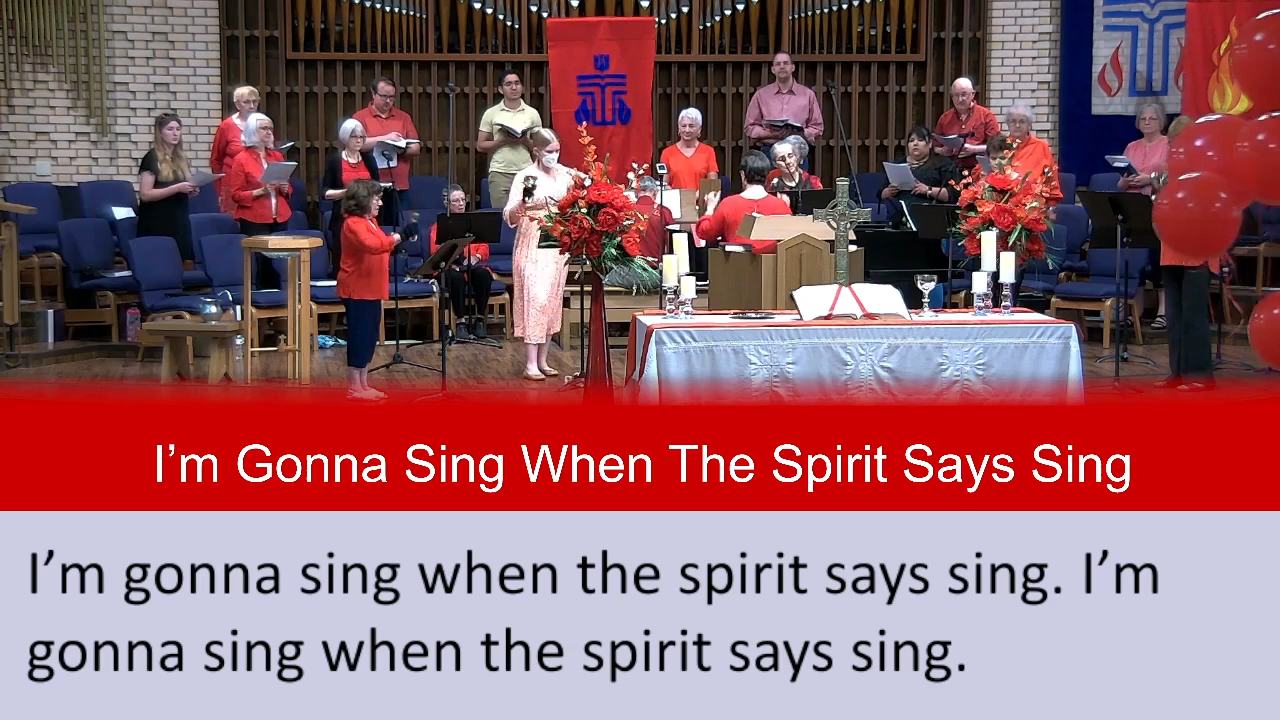 I’m Gonna Sing When The Spirit Says Sing
I’m gonna sing when the spirit says sing. I’m
gonna sing when the spirit says sing.